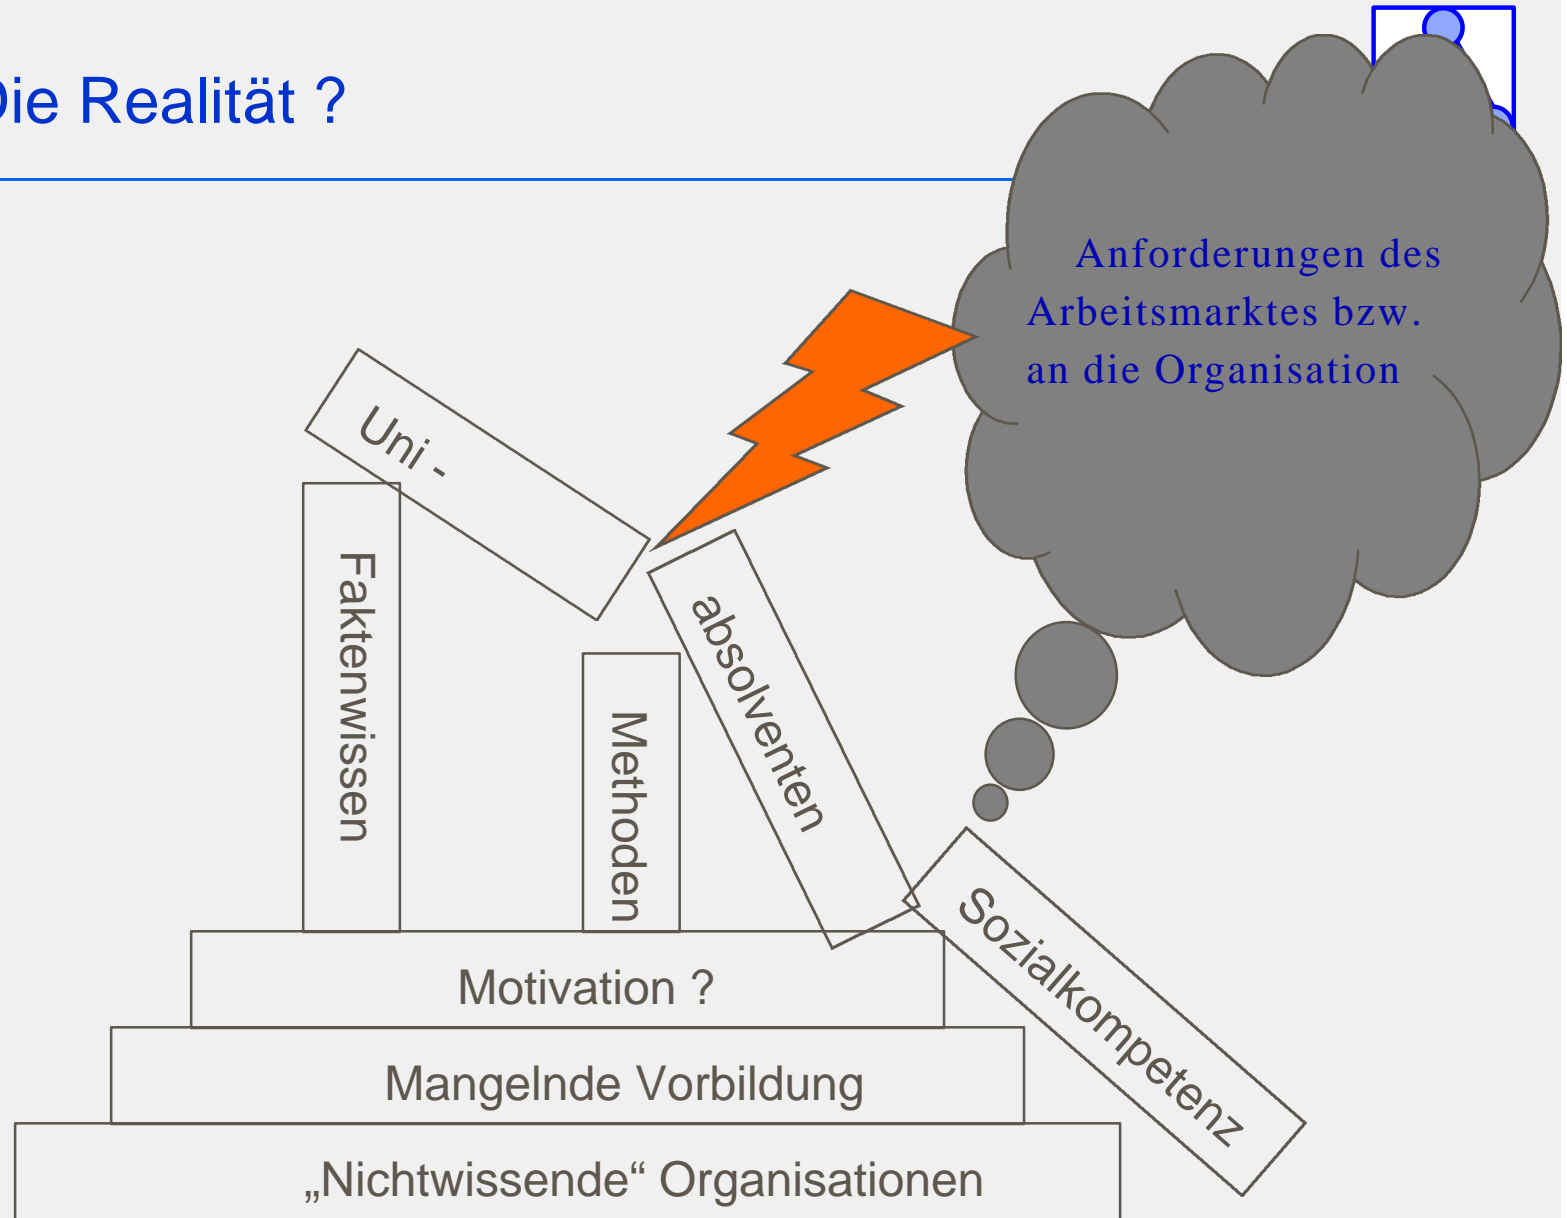 Die Realität ?
Anforderungen des
Arbeitsmarktes bzw.
an die Organisation
Uni -
absolventen
Faktenwissen
Methoden
Sozialkompetenz
Motivation ?
Mangelnde Vorbildung
„Nichtwissende“ Organisationen